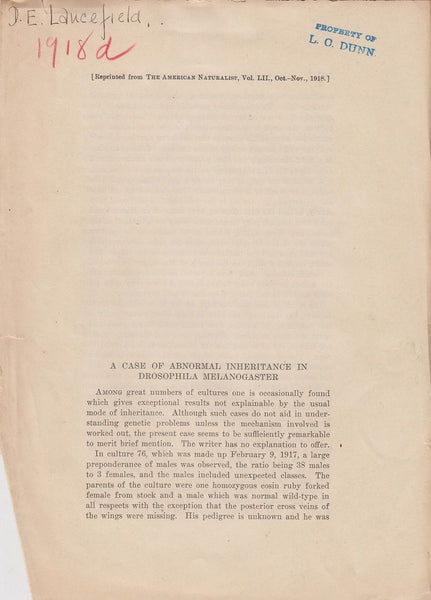 D. E. Lancefield.
1918d
PROPERTY OF
L. C. DUNN
[Reprinted from THE AMERICAN NATURALIST, Vol. LII., Oct.–Nov., 1918.]
A CASE OF ABNORMAL INHERITANCE IN
DROSOPHILA MELANOGASTER
AMONG great numbers of cultures one is occasionally found
which gives exceptional results not explainable by the usual
mode of inheritance. Although such cases do not aid in under-
standing genetic problems unless the mechanism involved is
worked out, the present case seems to be sufficiently remarkable
to merit brief mention. The writer has no explanation to offer.
In culture 76, which was made up February 9, 1917, a large
preponderance of males was observed, the ratio being 38 males
to 3 females, and the males included unexpected classes. The
parents of the culture were one homozygous eosin ruby forked
female from stock and a male which was normal wild-type in
all respects with the exception that the posterior cross veins of
the wings were missing. His pedigree is unknown and he was